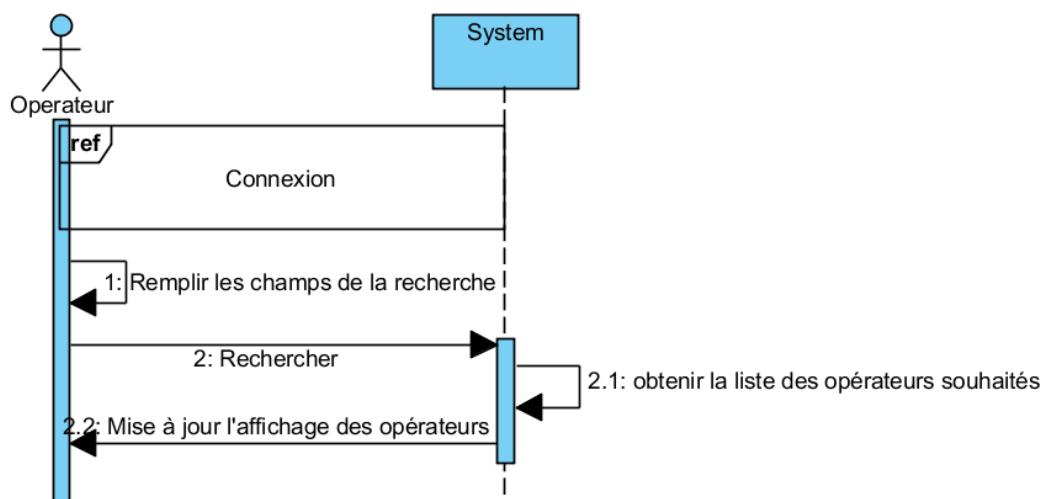 System
Operateur
ref
Connexion
1: Remplir les champs de la recherche
2: Rechercher
2.1: obtenir la liste des opérateurs souhaités
2.2: Mise à jour l'affichage des opérateurs